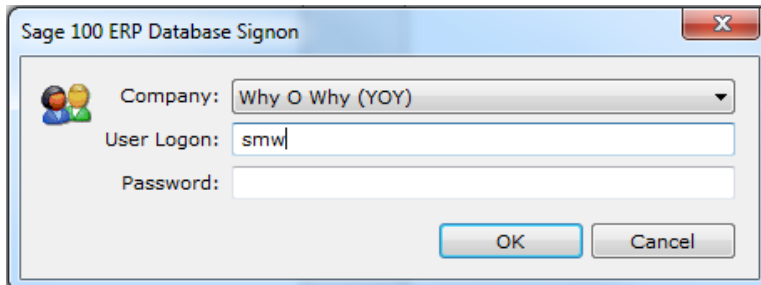 Sage 100 ERP Database Signon
Company: Why O Why (YOY)
User Logon: smw
Password:
OK Cancel